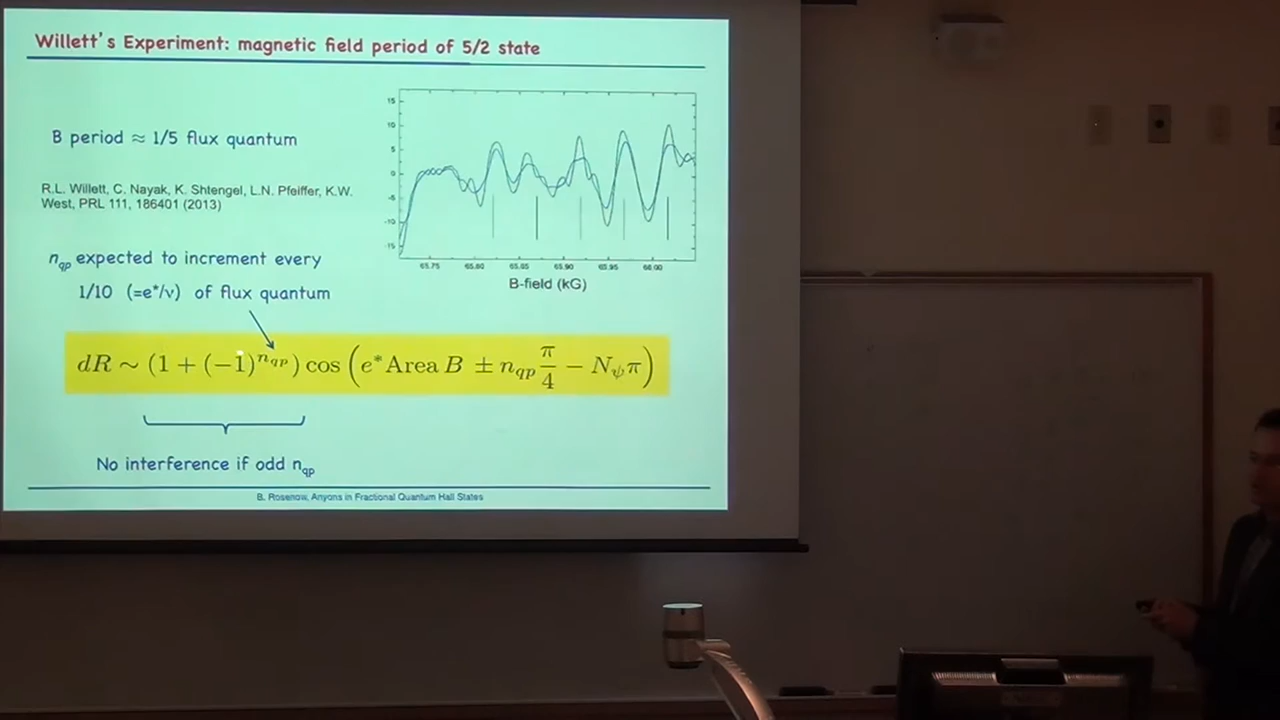 Willett's Experiment: magnetic field period of 5/2 state
B period ≈ 1/5 flux quantum
R.L. Willett, C. Nayak, K. Shtengel, L.N. Pfeiffer, K.W.
West, PRL 111, 186401 (2013)
15
10
5
0
-5
-10
-15
65.75 65.80 65.85 65.90 65.95 66.00
B-field (kG)
n_qp expected to increment every
1/10 (=e*/ν) of flux quantum
dR ∼ (1 + (−1)^{n_qp}) cos (e* Area B ± n_qp π/4 − N_ψ π)
No interference if odd n_qp
B. Rosenow, Anyons in Fractional Quantum Hall States